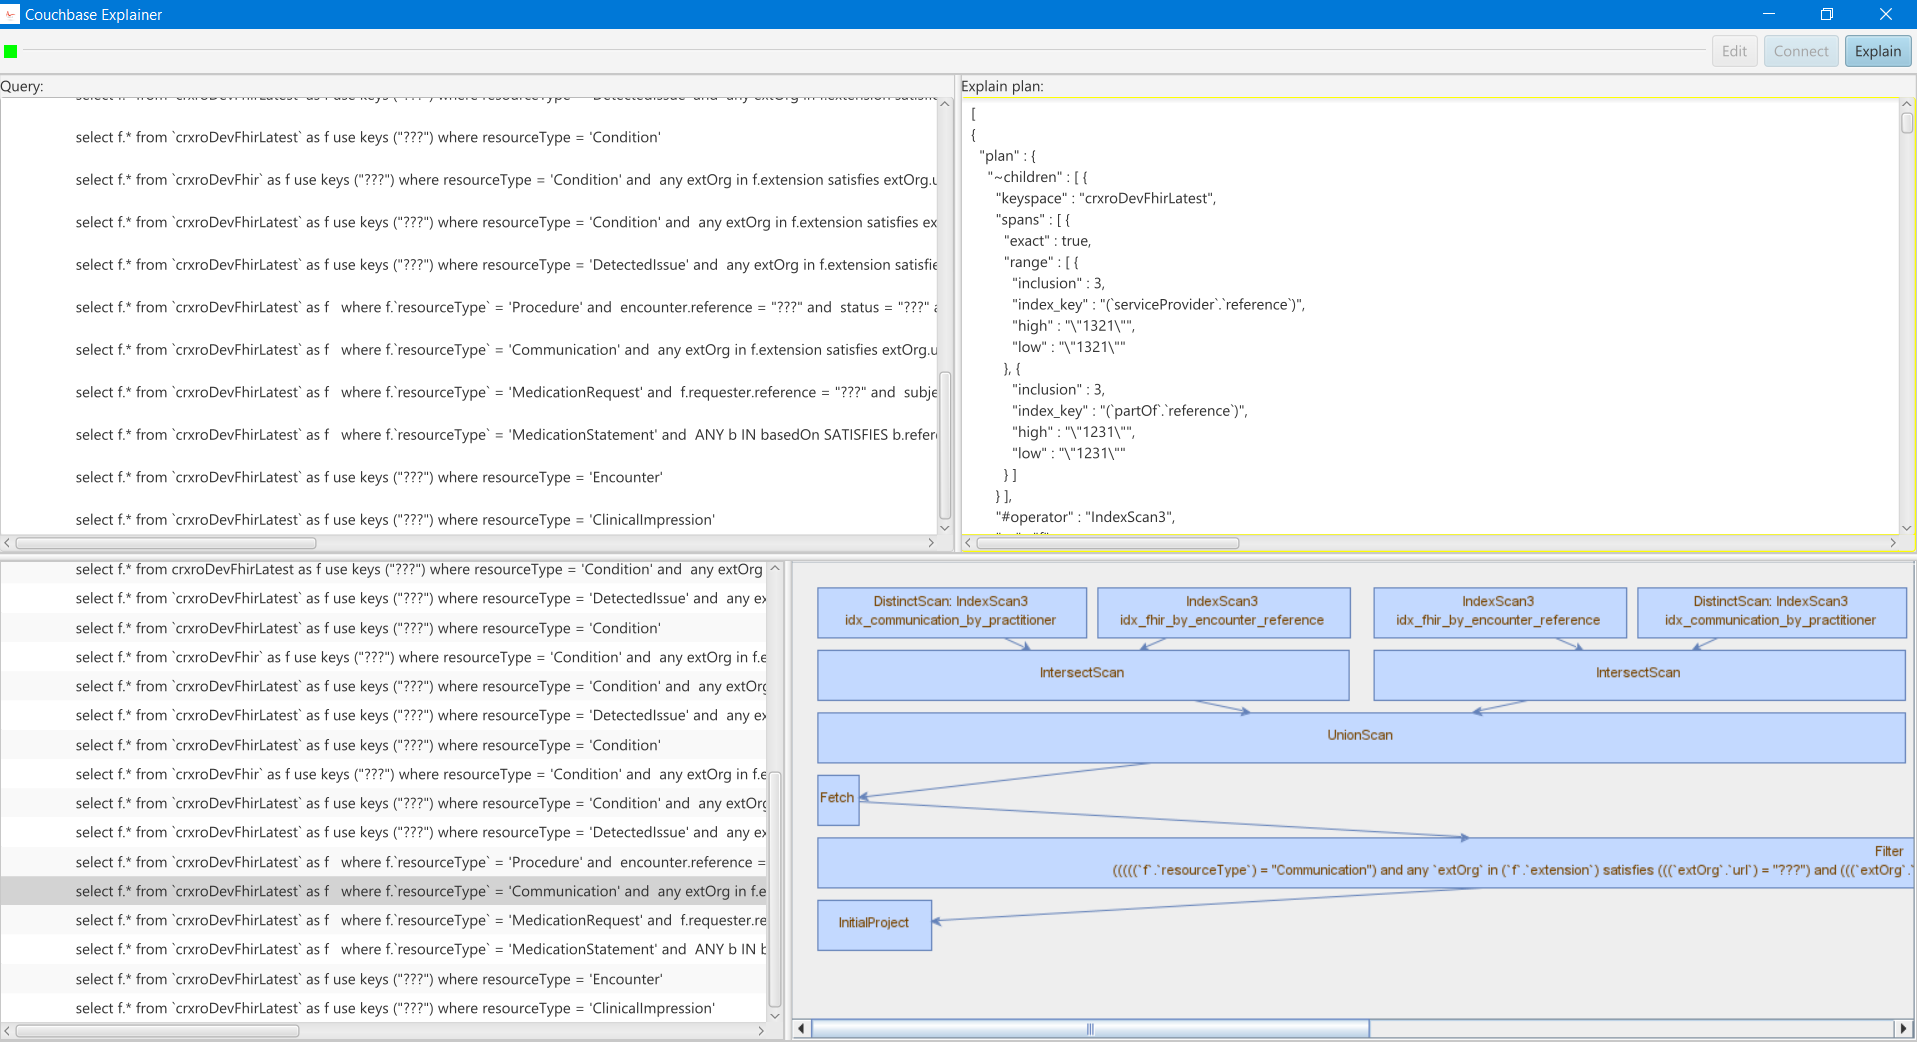 Couchbase Explainer
Edit
Connect
Explain
Query:
select f.* from `crxroDevFhirLatest` as f use keys ("???") where resourceType = 'DetectedIssue' and  any extOrg in f.extension satisfie
select f.* from `crxroDevFhirLatest` as f use keys ("???") where resourceType = 'Condition'
select f.* from `crxroDevFhir` as f use keys ("???") where resourceType = 'Condition' and  any extOrg in f.extension satisfies extOrg.u
select f.* from `crxroDevFhirLatest` as f use keys ("???") where resourceType = 'Condition' and  any extOrg in f.extension satisfies ex
select f.* from `crxroDevFhirLatest` as f use keys ("???") where resourceType = 'DetectedIssue' and  any extOrg in f.extension satisfie
select f.* from `crxroDevFhirLatest` as f   where f.`resourceType` = 'Procedure' and  encounter.reference = "???" and  status = "???" a
select f.* from `crxroDevFhirLatest` as f   where f.`resourceType` = 'Communication' and  any extOrg in f.extension satisfies extOrg.u
select f.* from `crxroDevFhirLatest` as f   where f.`resourceType` = 'MedicationRequest' and  f.requester.reference = "???" and  subje
select f.* from `crxroDevFhirLatest` as f   where f.`resourceType` = 'MedicationStatement' and  ANY b IN basedOn SATISFIES b.refer
select f.* from `crxroDevFhirLatest` as f use keys ("???") where resourceType = 'Encounter'
select f.* from `crxroDevFhirLatest` as f use keys ("???") where resourceType = 'ClinicalImpression'
Explain plan:
[
{
"plan" : {
"~children" : [ {
"keyspace" : "crxroDevFhirLatest",
"spans" : [ {
"exact" : true,
"range" : [ {
"inclusion" : 3,
"index_key" : "(`serviceProvider`.`reference`)",
"high" : "\"1321\"",
"low" : "\"1321\""
}, {
"inclusion" : 3,
"index_key" : "(`partOf`.`reference`)",
"high" : "\"1231\"",
"low" : "\"1231\""
} ]
} ],
"#operator" : "IndexScan3",
select f.* from crxroDevFhirLatest as f use keys ("???") where resourceType = 'Condition' and  any extOrg
select f.* from `crxroDevFhirLatest` as f use keys ("???") where resourceType = 'DetectedIssue' and  any ex
select f.* from `crxroDevFhirLatest` as f use keys ("???") where resourceType = 'Condition'
select f.* from `crxroDevFhir` as f use keys ("???") where resourceType = 'Condition' and  any extOrg in f.e
select f.* from `crxroDevFhirLatest` as f use keys ("???") where resourceType = 'Condition' and  any extOrg
select f.* from `crxroDevFhirLatest` as f use keys ("???") where resourceType = 'DetectedIssue' and  any ex
select f.* from `crxroDevFhirLatest` as f use keys ("???") where resourceType = 'Condition'
select f.* from `crxroDevFhir` as f use keys ("???") where resourceType = 'Condition' and  any extOrg in f.e
select f.* from `crxroDevFhirLatest` as f use keys ("???") where resourceType = 'Condition' and  any extOrg
select f.* from `crxroDevFhirLatest` as f use keys ("???") where resourceType = 'DetectedIssue' and  any ex
select f.* from `crxroDevFhirLatest` as f   where f.`resourceType` = 'Procedure' and  encounter.reference =
select f.* from `crxroDevFhirLatest` as f   where f.`resourceType` = 'Communication' and  any extOrg in f.e
select f.* from `crxroDevFhirLatest` as f   where f.`resourceType` = 'MedicationRequest' and  f.requester.re
select f.* from `crxroDevFhirLatest` as f   where f.`resourceType` = 'MedicationStatement' and  ANY b IN b
select f.* from `crxroDevFhirLatest` as f use keys ("???") where resourceType = 'Encounter'
select f.* from `crxroDevFhirLatest` as f use keys ("???") where resourceType = 'ClinicalImpression'
DistinctScan: IndexScan3
idx_communication_by_practitioner
IndexScan3
idx_fhir_by_encounter_reference
IndexScan3
idx_fhir_by_encounter_reference
DistinctScan: IndexScan3
idx_communication_by_practitioner
IntersectScan
IntersectScan
UnionScan
Fetch
Filter
(((((`f`.`resourceType`) = "Communication") and any `extOrg` in (`f`.`extension`) satisfies (((`extOrg`.`url`) = "???") and (((`extOrg`.`
InitialProject